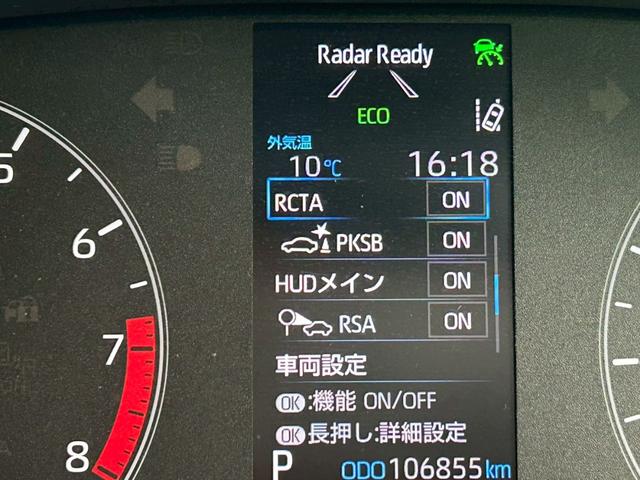 Radar Ready
ECO
外気温
10℃ 16:18
RCTA ON
PKSB ON
HUDメイン ON
RSA ON
車両設定
OK:機能 ON/OFF
OK長押し:詳細設定
P ODO106855km
5
6
7
8